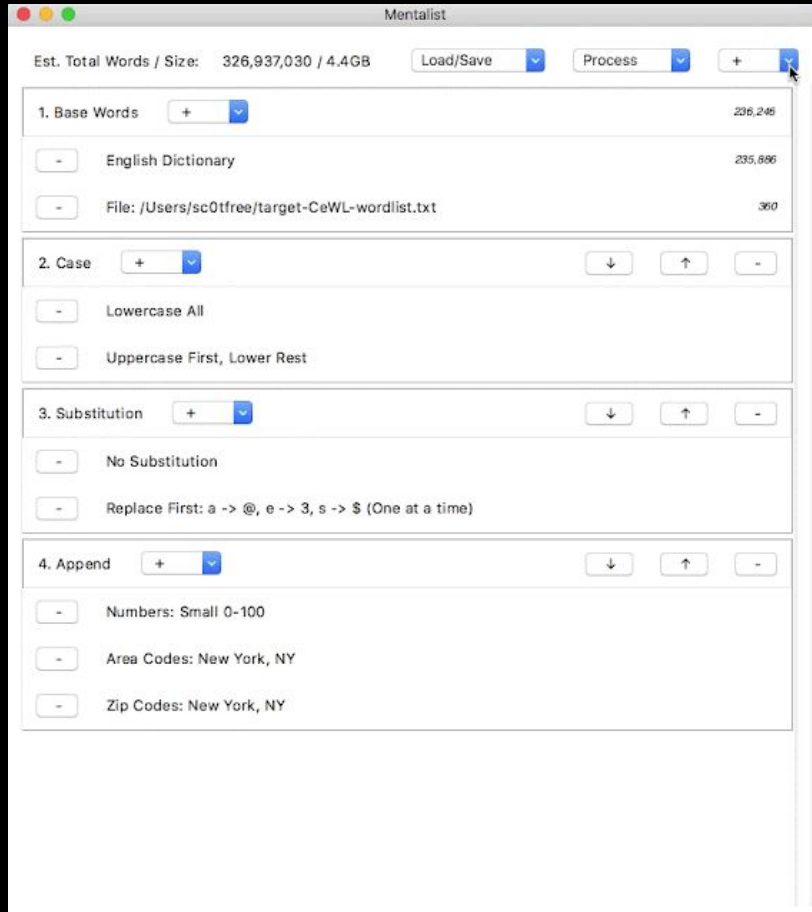 Mentalist
Est. Total Words / Size: 326,937,030 / 4.4GB Load/Save Process +
1. Base Words + 236,246
- English Dictionary 235,886
- File: /Users/sc0tfree/target-CeWL-wordlist.txt 360
2. Case + ↓ ↑ -
- Lowercase All
- Uppercase First, Lower Rest
3. Substitution + ↓ ↑ -
- No Substitution
- Replace First: a -> @, e -> 3, s -> $ (One at a time)
4. Append + ↓ ↑ -
- Numbers: Small 0-100
- Area Codes: New York, NY
- Zip Codes: New York, NY